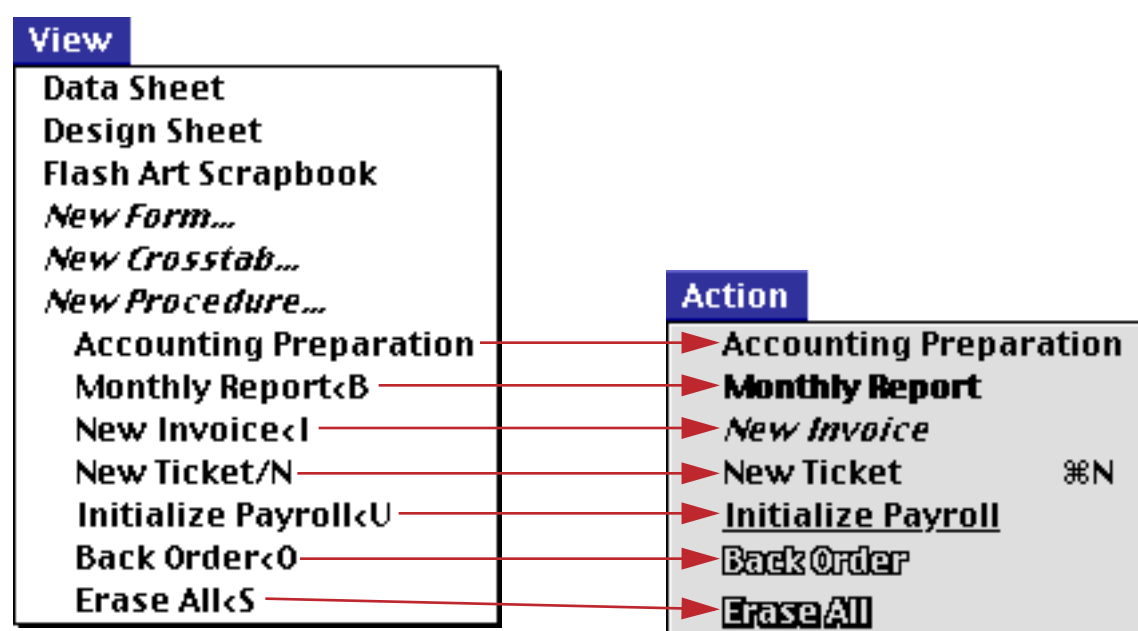 View
Data Sheet
Design Sheet
Flash Art Scrapbook
New Form...
New Crosstab...
New Procedure...
Accounting Preparation
Monthly Report<B
New Invoice<I
New Ticket/N
Initialize Payroll<U
Back Order<O
Erase All<S
Action
Accounting Preparation
Monthly Report
New Invoice
New Ticket ⌘N
Initialize Payroll
Back Order
Erase All